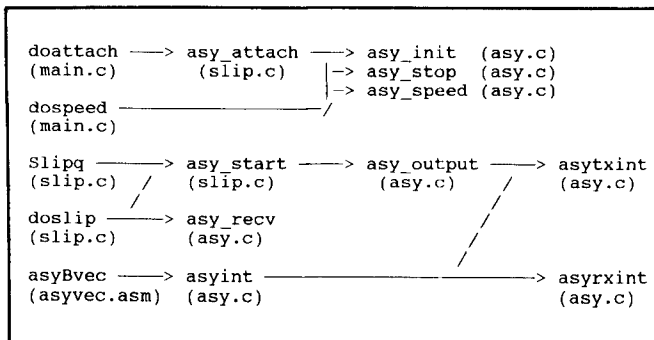 doattach ——> asy_attach ——> asy_init (asy.c)
(main.c) (slip.c) |-> asy_stop (asy.c)
|-> asy_speed (asy.c)
dospeed ——————/
(main.c)
Slipq ——> asy_start ——> asy_output ——> asytxint
(slip.c) / (slip.c) (asy.c) / (asy.c)
doslip ——> asy_recv /
(slip.c) (asy.c) /
asyBvec ——> asyint ——————> asyrxint
(asyvec.asm) (asy.c) (asy.c)